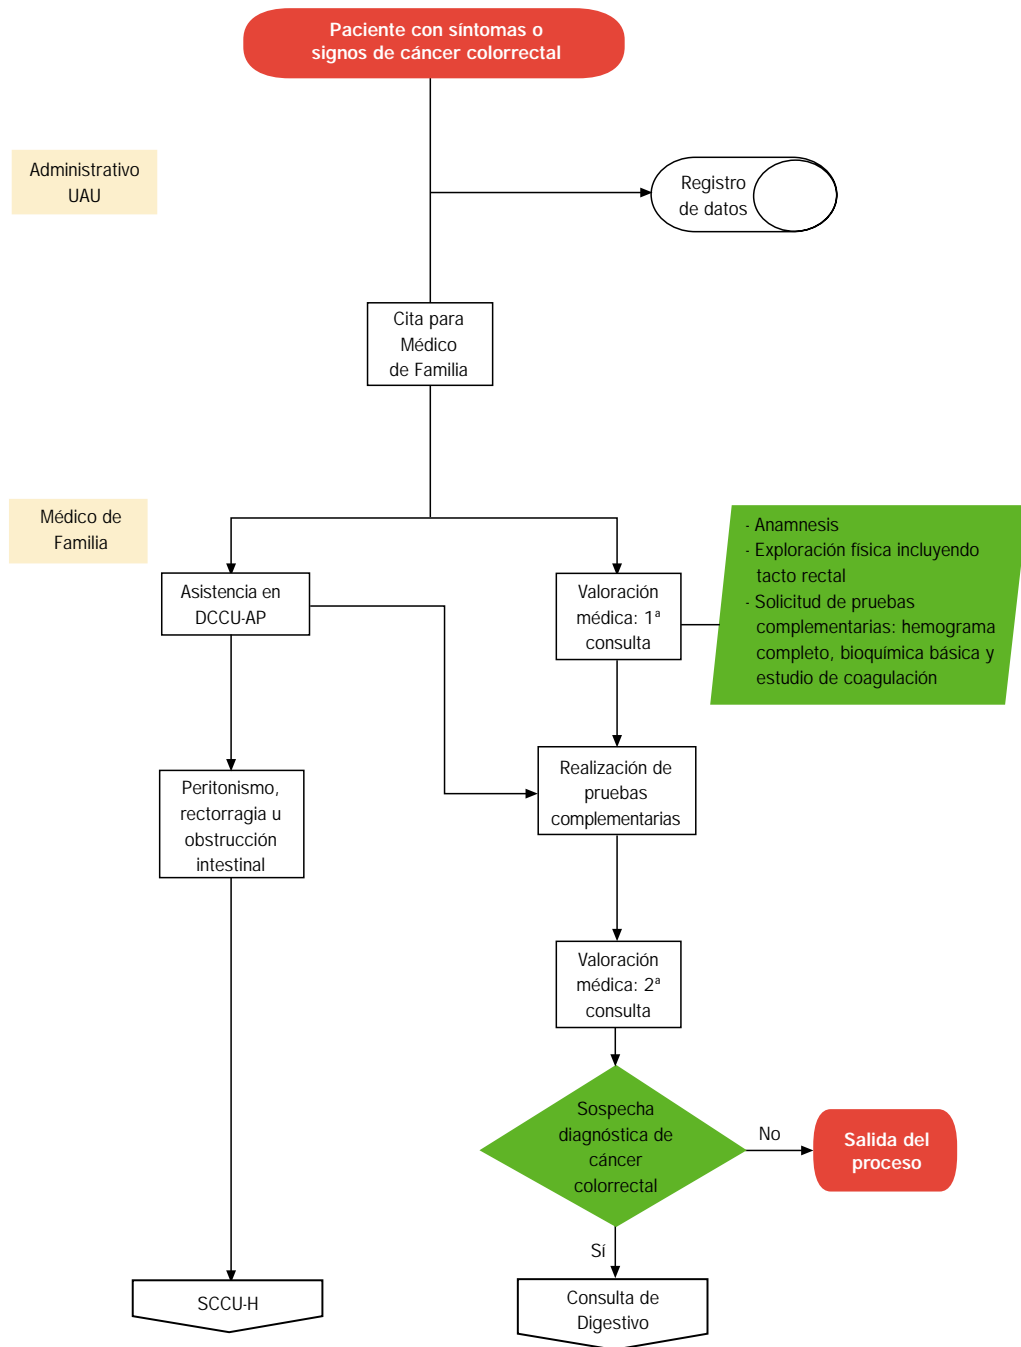 Paciente con síntomas o
signos de cáncer colorrectal
Administrativo
UAU
Registro
de datos
Cita para
Médico
de Familia
Médico de
Familia
Asistencia en
DCCU-AP
Valoración
médica: 1ª
consulta
- Anamnesis
- Exploración física incluyendo
tacto rectal
- Solicitud de pruebas
complementarias: hemograma
completo, bioquímica básica y
estudio de coagulación
Peritonismo,
rectorragia u
obstrucción
intestinal
Realización de
pruebas
complementarias
Valoración
médica: 2ª
consulta
Sospecha
diagnóstica de
cáncer
colorrectal
No
Salida del
proceso
Sí
SCCU-H
Consulta de
Digestivo